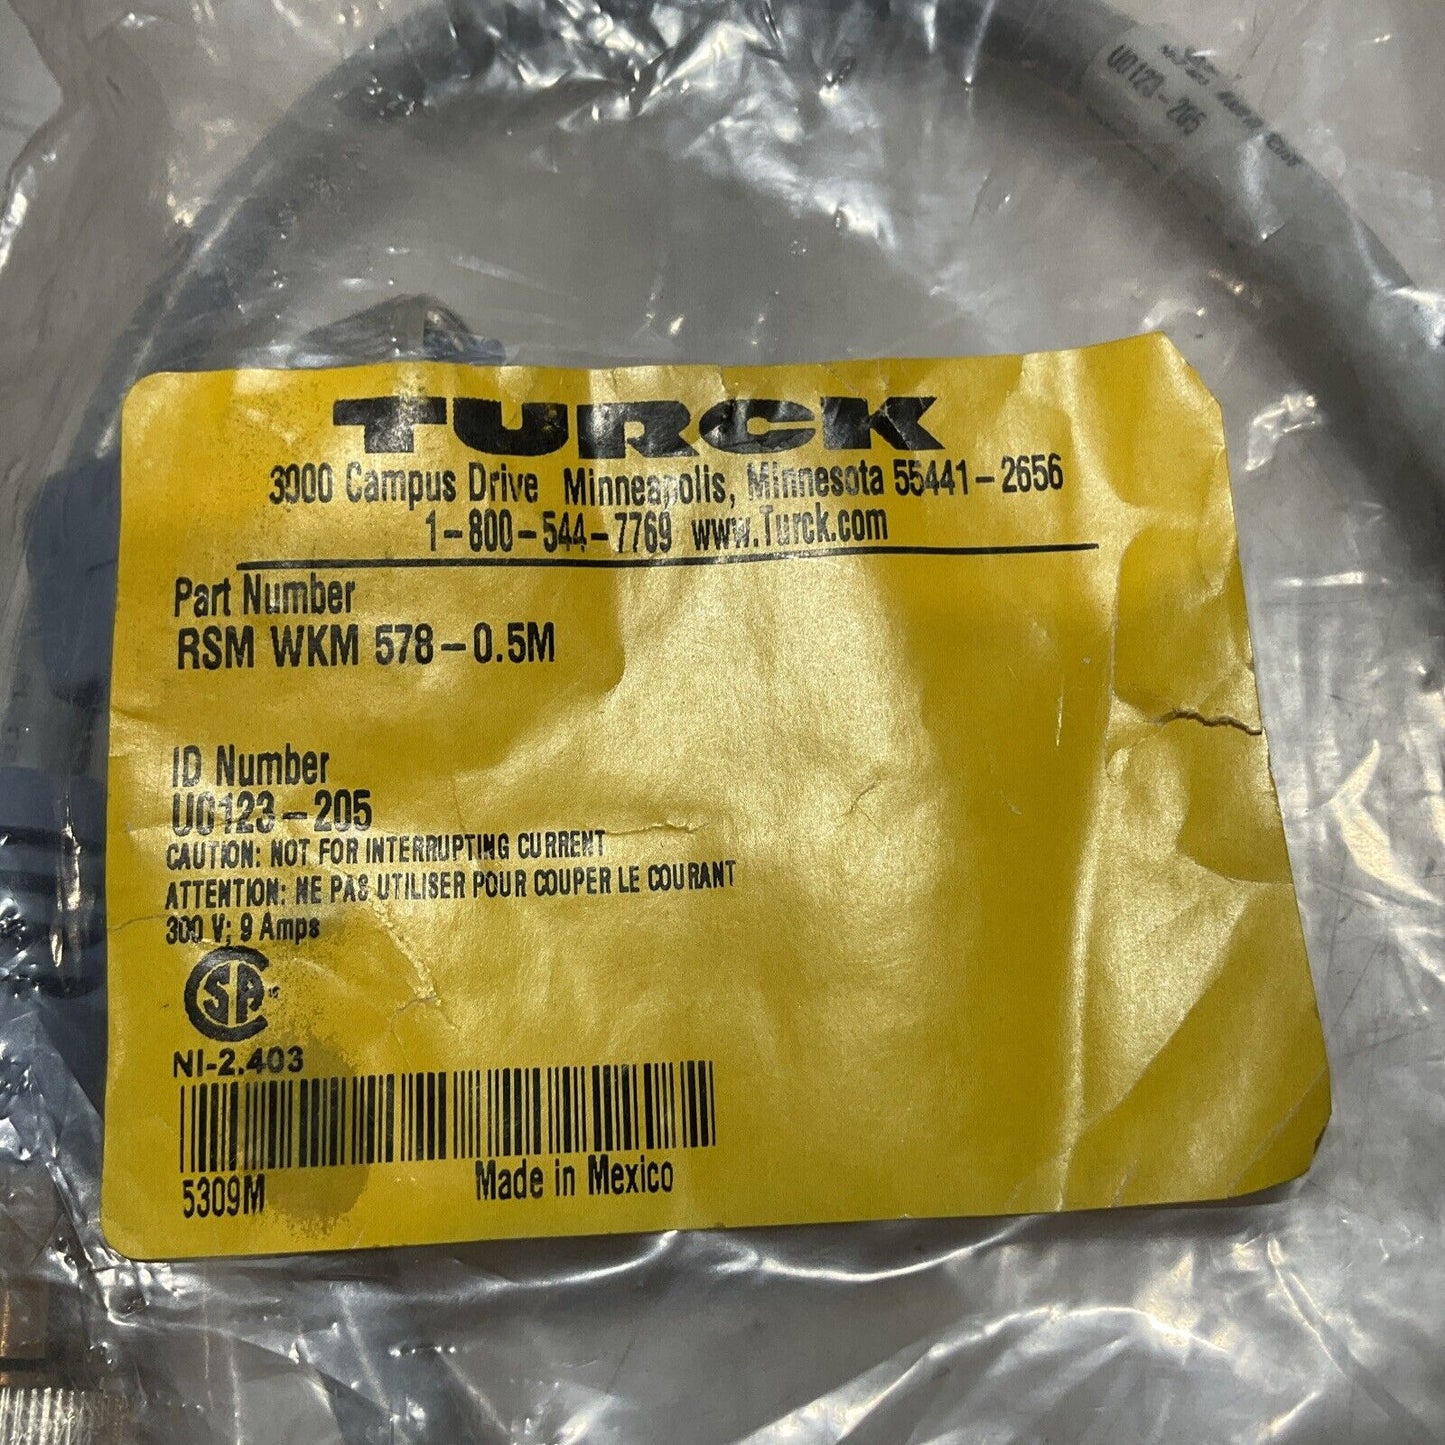 U0123-205
TURCK
3000 Campus Drive Minneapolis, Minnesota 55441-2656
1-800-544-7769 www.Turck.com
Part Number
RSM WKM 578-0.5M
ID Number
U0123-205
CAUTION: NOT FOR INTERRUPTING CURRENT
ATTENTION: NE PAS UTILISER POUR COUPER LE COURANT
300 V; 9 Amps
CSA
NI-2.403
5309M Made in Mexico